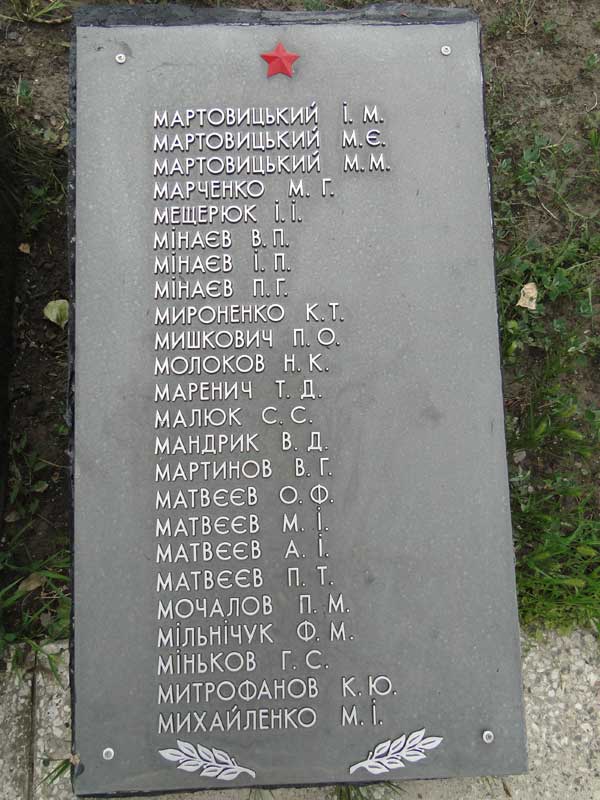 МАРТОВИЦЬКИЙ І. М.
МАРТОВИЦЬКИЙ М. Є.
МАРТОВИЦЬКИЙ М. М.
МАРЧЕНКО М. Г.
МЕЩЕРЮК І. І.
МІНАЄВ В. П.
МІНАЄВ І. П.
МІНАЄВ П. Г.
МИРОНЕНКО К. Т.
МИШКОВИЧ П. О.
МОЛОКОВ Н. К.
МАРЕНИЧ Т. Д.
МАЛЮК С. С.
МАНДРИК В. Д.
МАРТИНОВ В. Г.
МАТВЄЄВ О. Ф.
МАТВЄЄВ М. І.
МАТВЄЄВ А. І.
МАТВЄЄВ П. Т.
МОЧАЛОВ П. М.
МІЛЬНІЧУК Ф. М.
МІНЬКОВ Г. С.
МИТРОФАНОВ К. Ю.
МИХАЙЛЕНКО М. І.